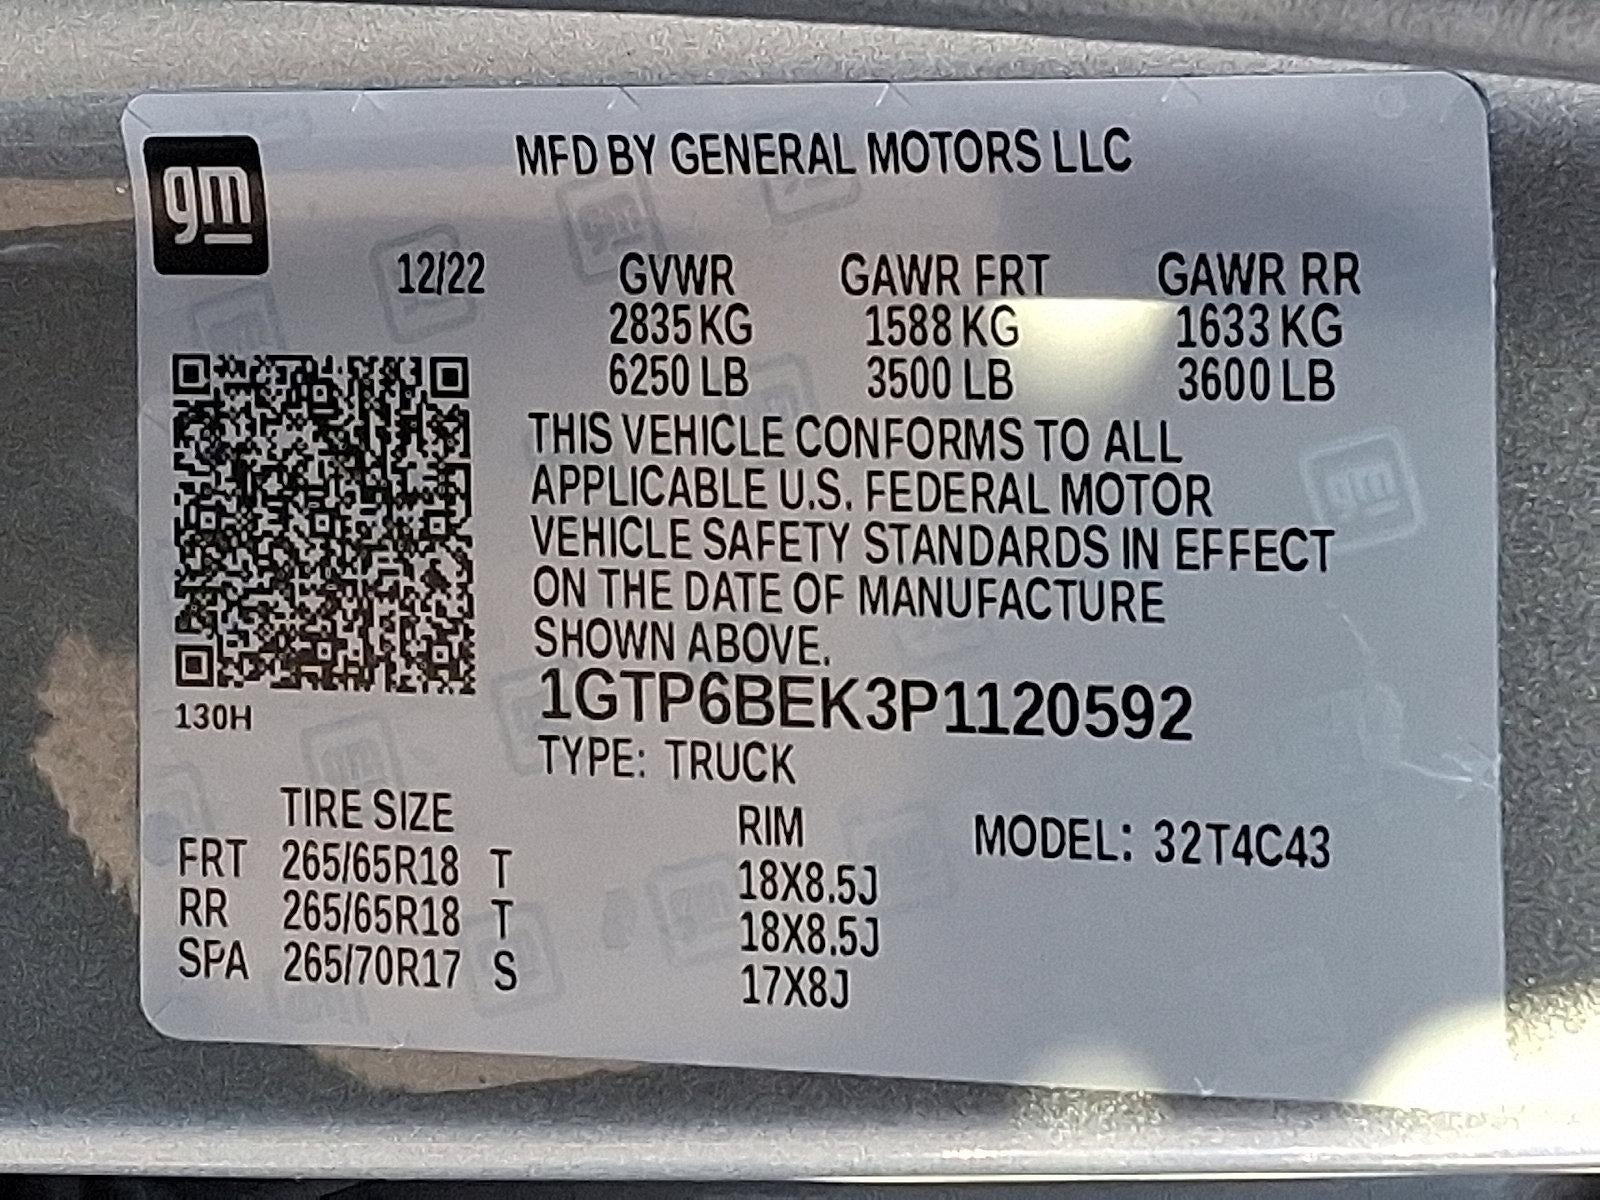 gm
MFD BY GENERAL MOTORS LLC
12/22 GVWR GAWR FRT GAWR RR
2835 KG 1588 KG 1633 KG
6250 LB 3500 LB 3600 LB
THIS VEHICLE CONFORMS TO ALL
APPLICABLE U.S. FEDERAL MOTOR
VEHICLE SAFETY STANDARDS IN EFFECT
ON THE DATE OF MANUFACTURE
SHOWN ABOVE.
1GTP6BEK3P1120592
130H
TYPE: TRUCK
TIRE SIZE RIM MODEL: 32T4C43
FRT 265/65R18 T 18X8.5J
RR 265/65R18 T 18X8.5J
SPA 265/70R17 S 17X8J